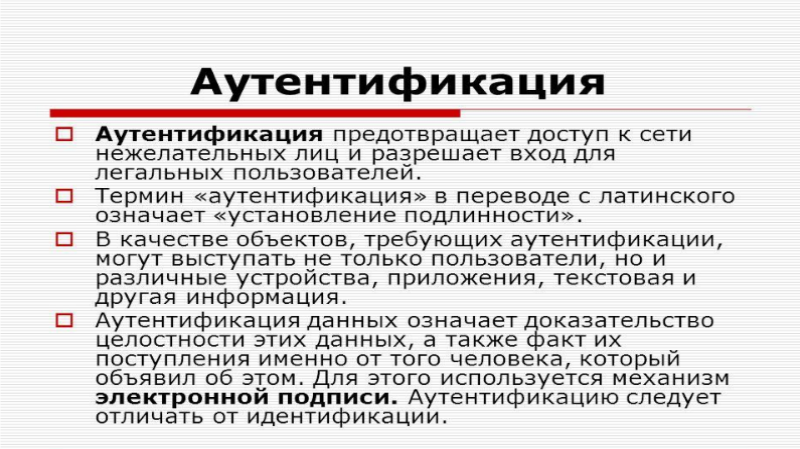 Аутентификация
Аутентификация предотвращает доступ к сети
нежелательных лиц и разрешает вход для
легальных пользователей.
Термин «аутентификация» в переводе с латинского
означает «установление подлинности».
В качестве объектов, требующих аутентификации,
могут выступать не только пользователи, но и
различные устройства, приложения, текстовая и
другая информация.
Аутентификация данных означает доказательство
целостности этих данных, а также факт их
поступления именно от того человека, который
объявил об этом. Для этого используется механизм
электронной подписи. Аутентификацию следует
отличать от идентификации.